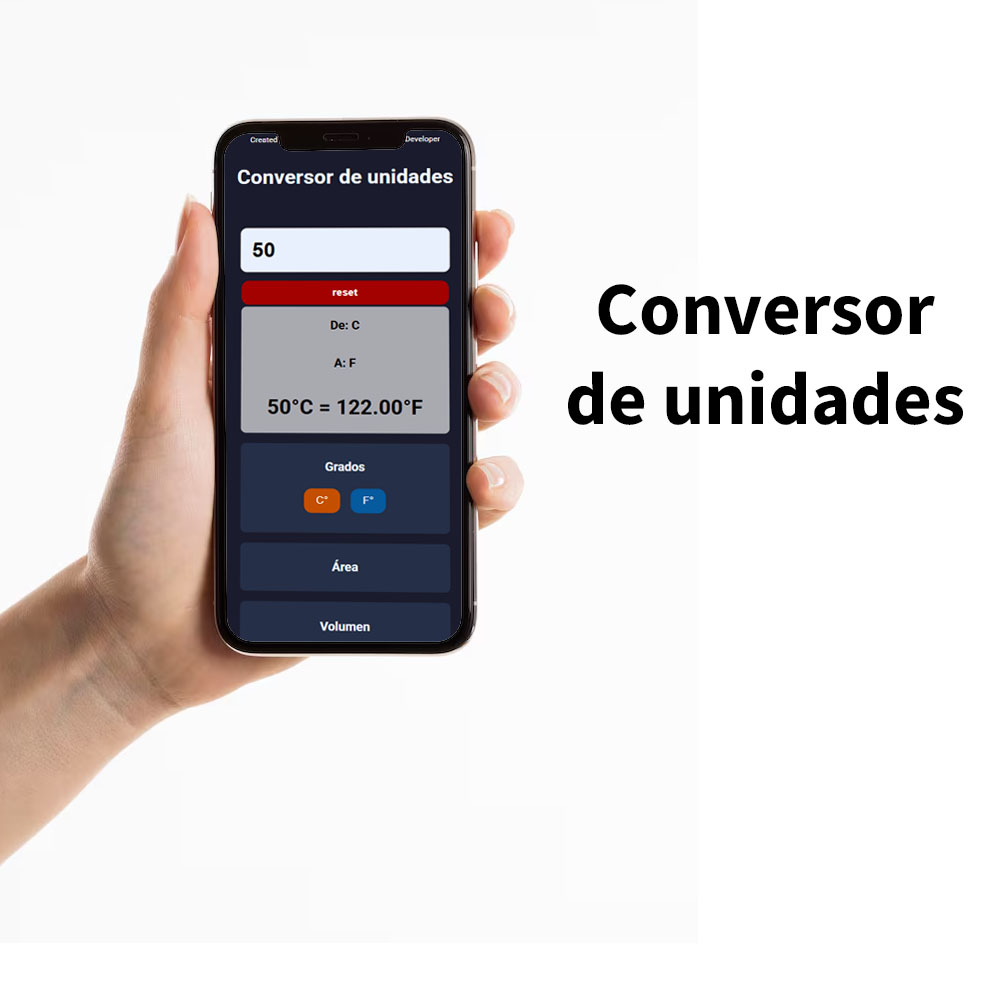 Created
Developer
Conversor de unidades
50
reset
De: C
A: F
50°C = 122.00°F
Grados
C° F°
Área
Volumen
Conversor
de unidades